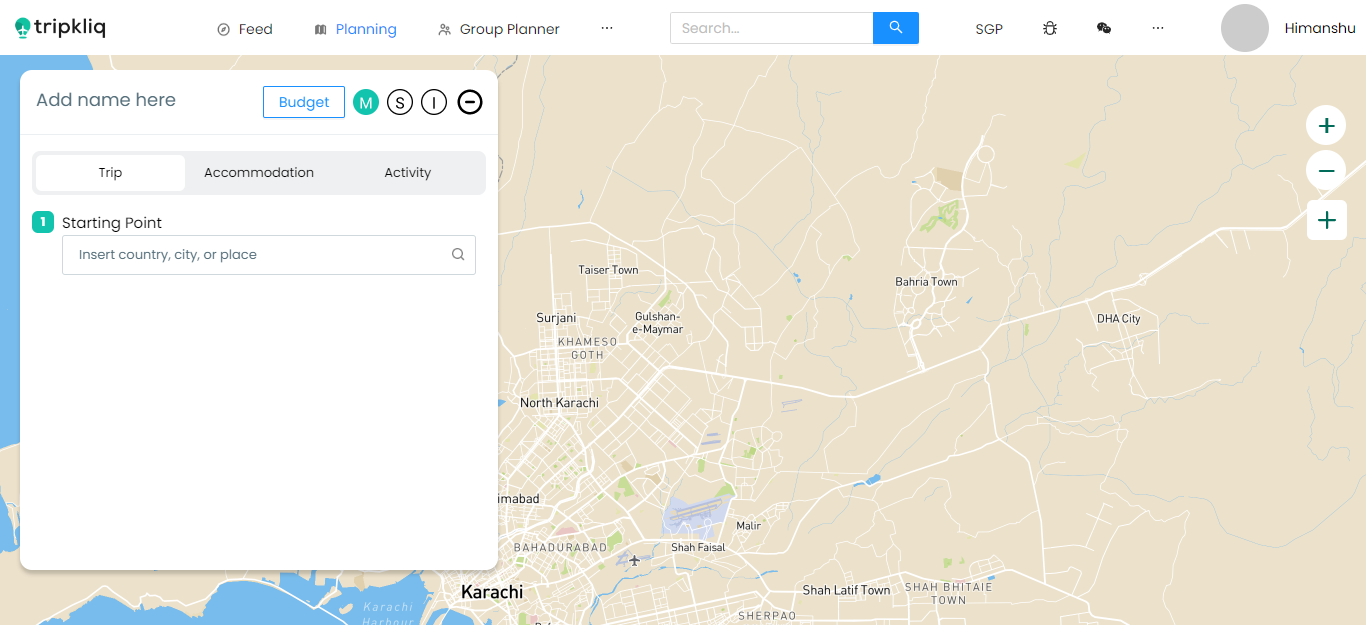 tripkliq
Feed
Planning
Group Planner
···
Search...
SGP
···
Himanshu
Add name here
Budget
M
S
I
Trip
Accommodation
Activity
1
Starting Point
Insert country, city, or place
Taiser Town
Bahria Town
Surjani
Gulshan-
e-Maymar
DHA City
KHAMESO
GOTH
North Karachi
imabad
Malir
BAHADURABAD
Shah Faisal
Karachi
Shah Latif Town
SHAH BHITAIE
TOWN
Karachi
Harbour
SHERPAO